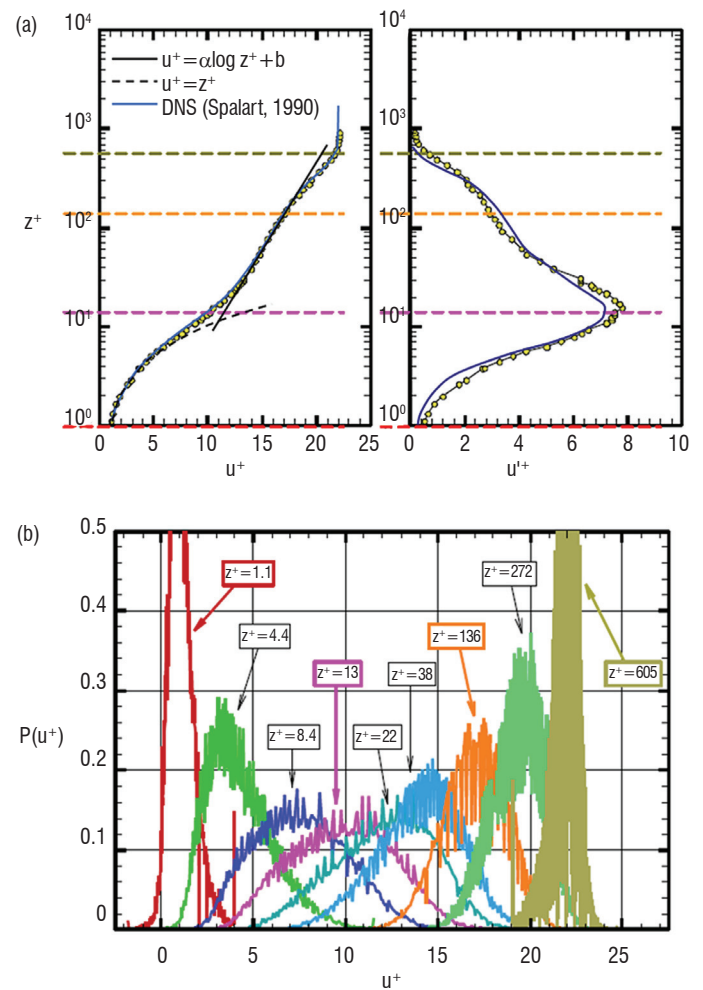 (a)
10⁴
10³
10²
10¹
10⁰
z⁺
u⁺=αlog z⁺+b
u⁺=z⁺
DNS (Spalart, 1990)
0 5 10 15 20 25
u⁺
10⁴
10³
10²
10¹
10⁰
0 2 4 6 8 10
u'⁺
(b)
0.5
0.4
0.3
0.2
0.1
0
P(u⁺)
z⁺=1.1
z⁺=272
z⁺=4.4
z⁺=136
z⁺=13
z⁺=38
z⁺=605
z⁺=8.4
z⁺=22
0 5 10 15 20 25
u⁺